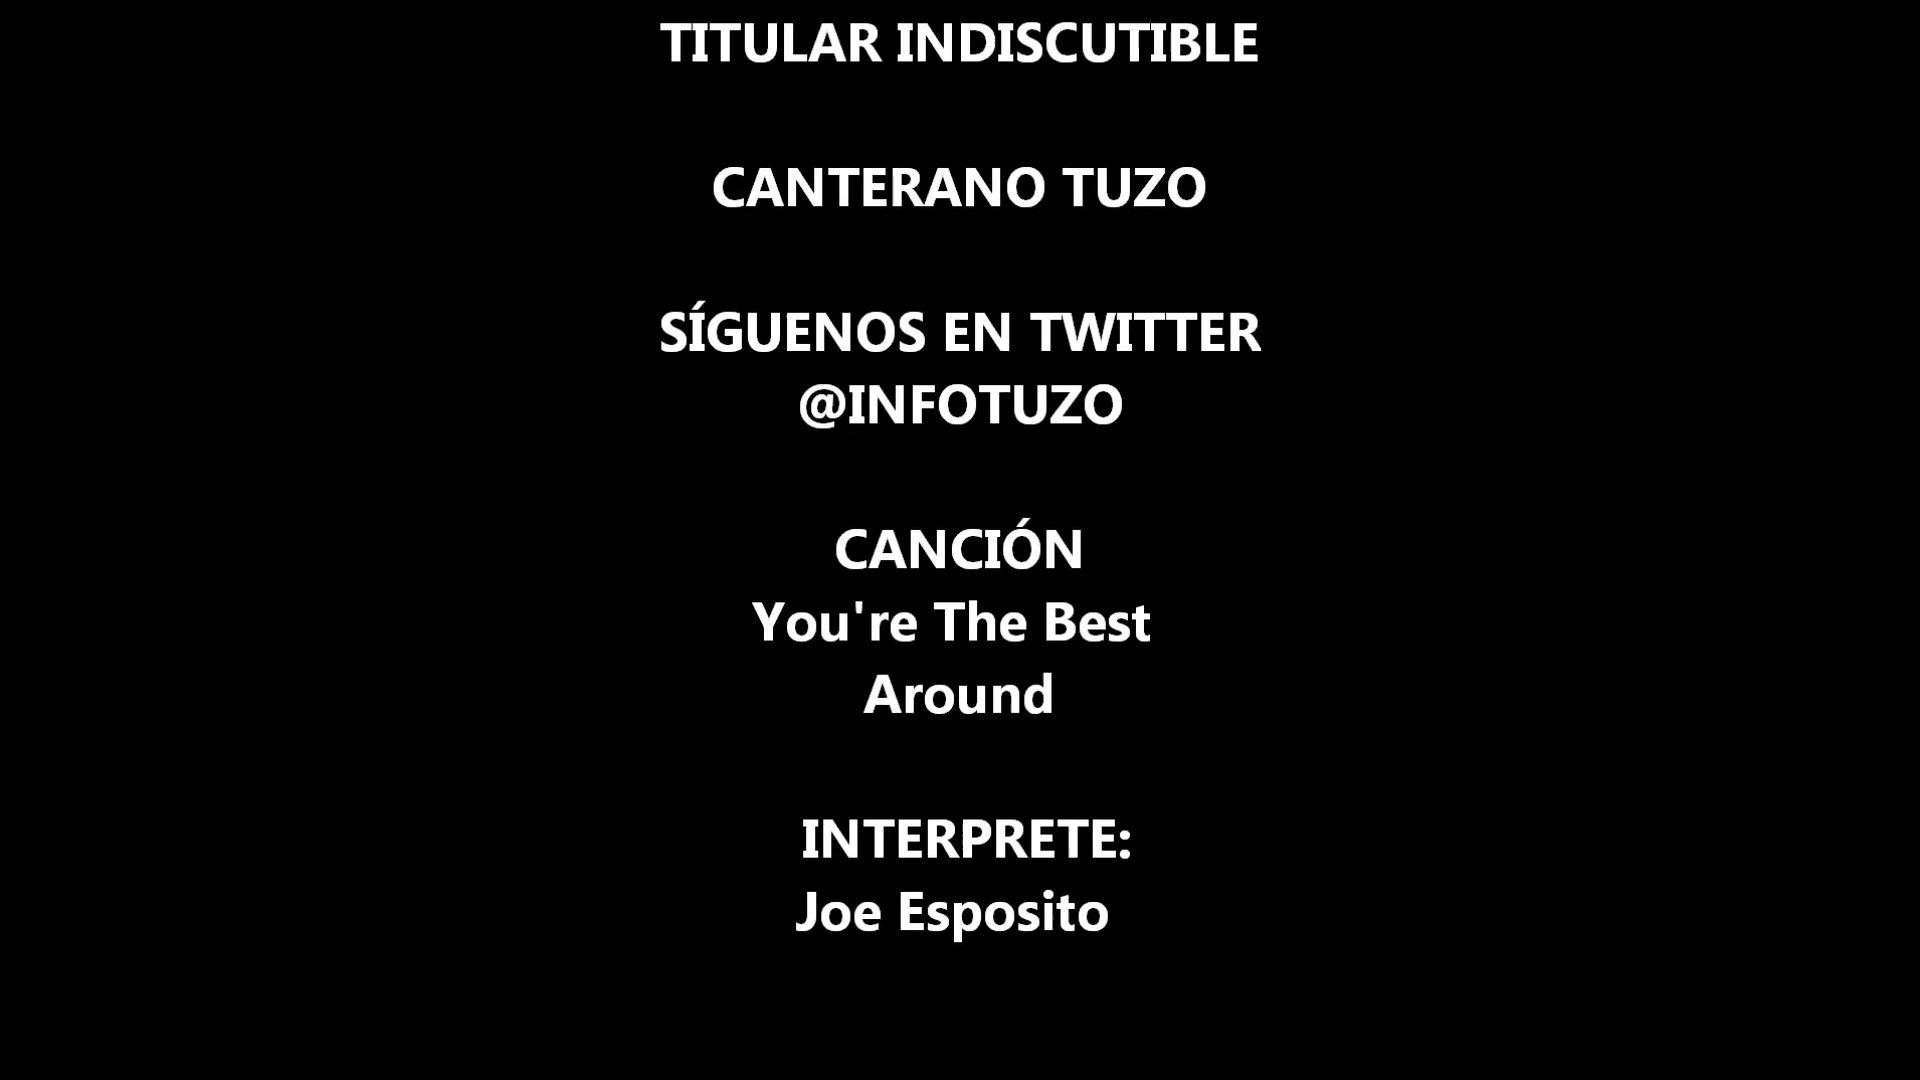 TITULAR INDISCUTIBLE
CANTERANO TUZO
SÍGUENOS EN TWITTER
@INFOTUZO
CANCIÓN
You're The Best
Around
INTERPRETE:
Joe Esposito